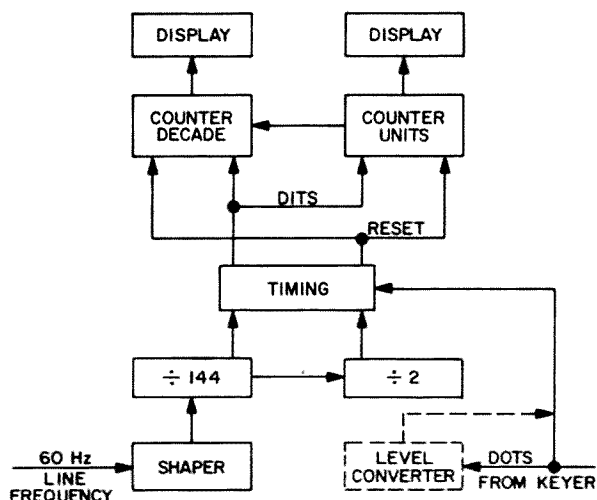 DISPLAY
DISPLAY
COUNTER
DECADE
COUNTER
UNITS
DITS
RESET
TIMING
÷ 144
÷ 2
60 Hz
LINE
FREQUENCY
SHAPER
LEVEL
CONVERTER
DOTS
FROM KEYER